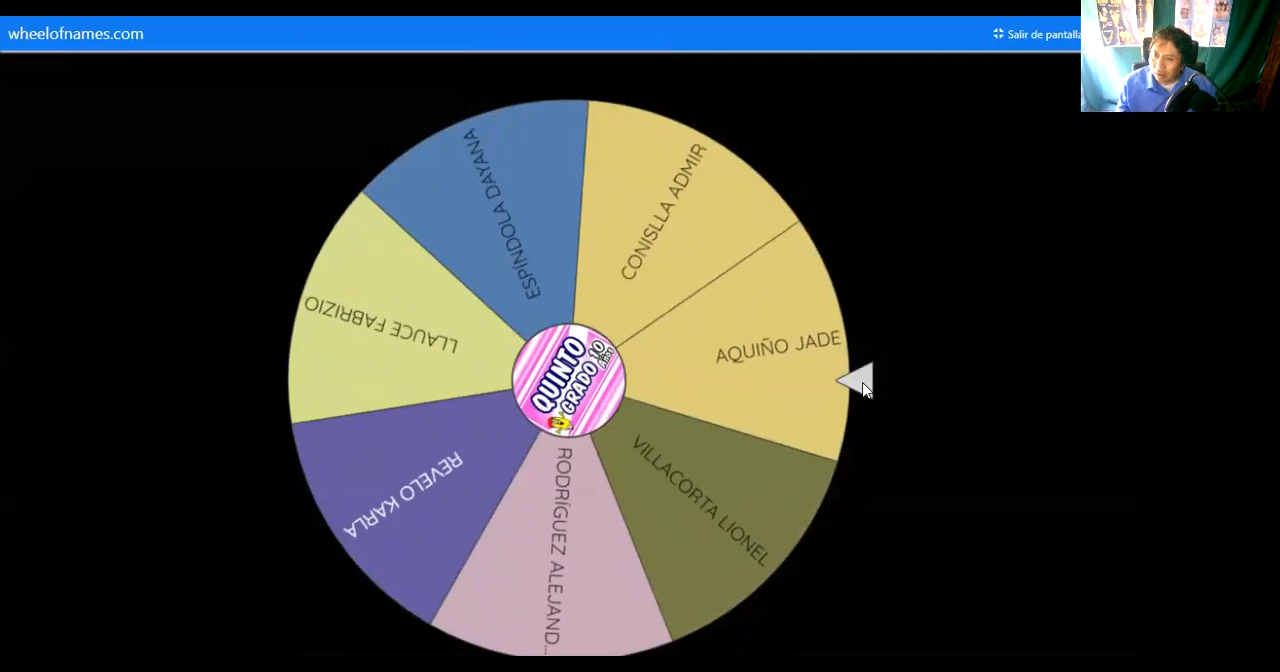 wheelofnames.com
Salir de pantalla
ESPÍNDOLA DAYANA
CONISLLA ADMIR
AQUIÑO JADE
VILLACORTA LIONEL
RODRÍGUEZ ALEJAND...
REVELO KARLA
LLAUCE FABRIZIO
QUINTO
GRADO